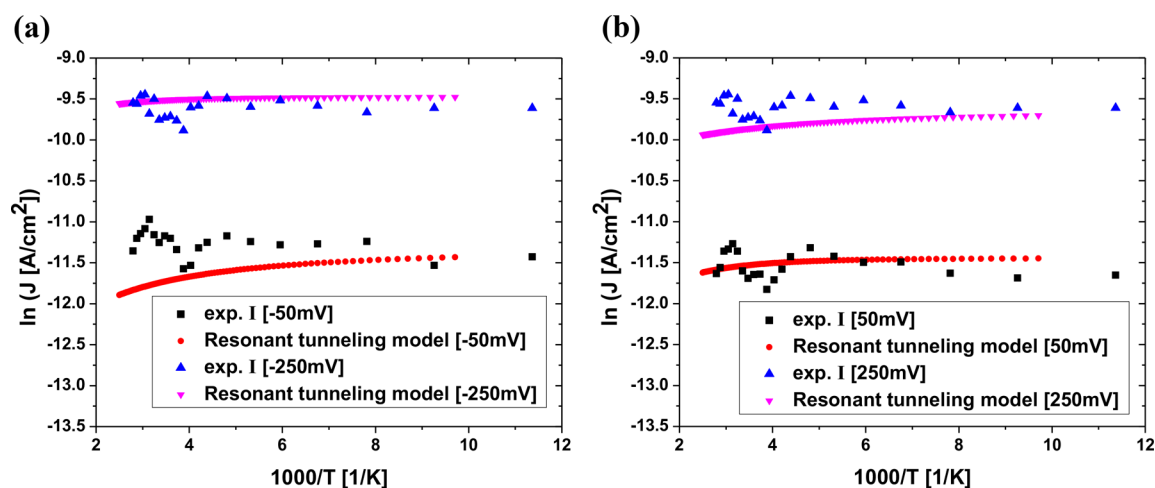 (a)
-9.0
-9.5
-10.0
-10.5
-11.0
-11.5
-12.0
-12.5
-13.0
-13.5
ln (J [A/cm²])
exp. I [-50mV]
Resonant tunneling model [-50mV]
exp. I [-250mV]
Resonant tunneling model [-250mV]
2 4 6 8 10 12
1000/T [1/K]
(b)
-9.0
-9.5
-10.0
-10.5
-11.0
-11.5
-12.0
-12.5
-13.0
-13.5
ln (J [A/cm²])
exp. I [50mV]
Resonant tunneling model [50mV]
exp. I [250mV]
Resonant tunneling model [250mV]
2 4 6 8 10 12
1000/T [1/K]